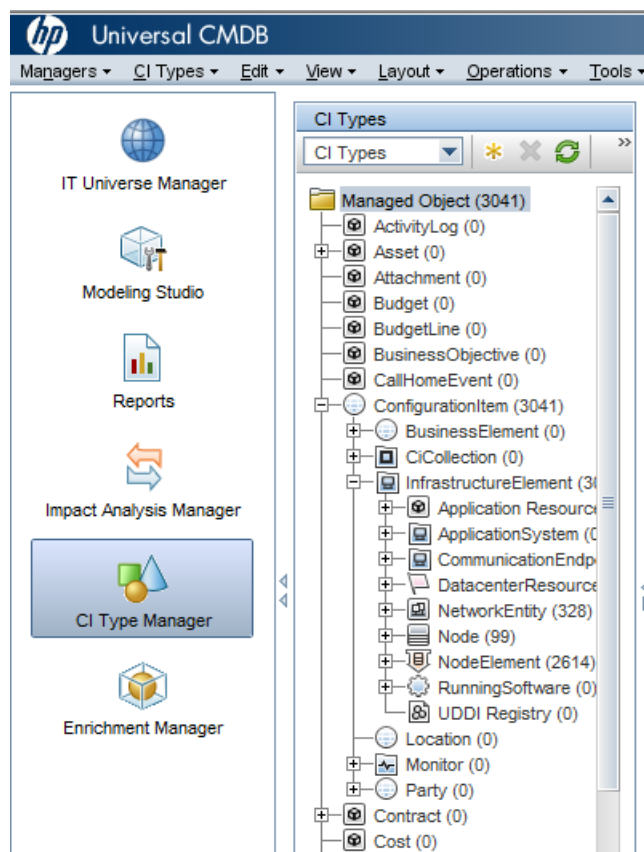 hp Universal CMDB
Managers CI Types Edit View Layout Operations Tools
IT Universe Manager
Modeling Studio
Reports
Impact Analysis Manager
CI Type Manager
Enrichment Manager
CI Types
CI Types
Managed Object (3041)
ActivityLog (0)
Asset (0)
Attachment (0)
Budget (0)
BudgetLine (0)
BusinessObjective (0)
CallHomeEvent (0)
ConfigurationItem (3041)
BusinessElement (0)
CiCollection (0)
InfrastructureElement (30
Application Resource
ApplicationSystem (0
CommunicationEndp
DatacenterResource
NetworkEntity (328)
Node (99)
NodeElement (2614)
RunningSoftware (0)
UDDI Registry (0)
Location (0)
Monitor (0)
Party (0)
Contract (0)
Cost (0)